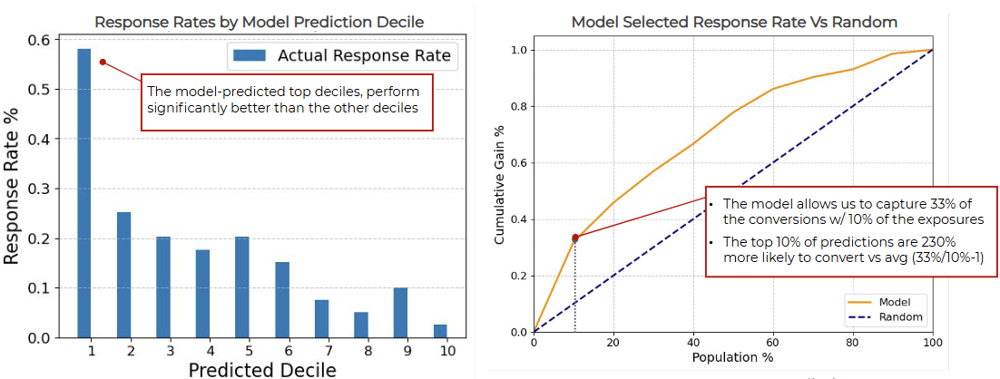 Response Rates by Model Prediction Decile
0.6
0.5
0.4
0.3
0.2
0.1
0.0
Response Rate %
Actual Response Rate
The model-predicted top deciles, perform
significantly better than the other deciles
1 2 3 4 5 6 7 8 9 10
Predicted Decile
Model Selected Response Rate Vs Random
1.0
0.8
0.6
0.4
0.2
0.0
Cumulative Gain %
• The model allows us to capture 33% of
the conversions w/ 10% of the exposures
• The top 10% of predictions are 230%
more likely to convert vs avg (33%/10%-1)
Model
Random
0 20 40 60 80 100
Population %